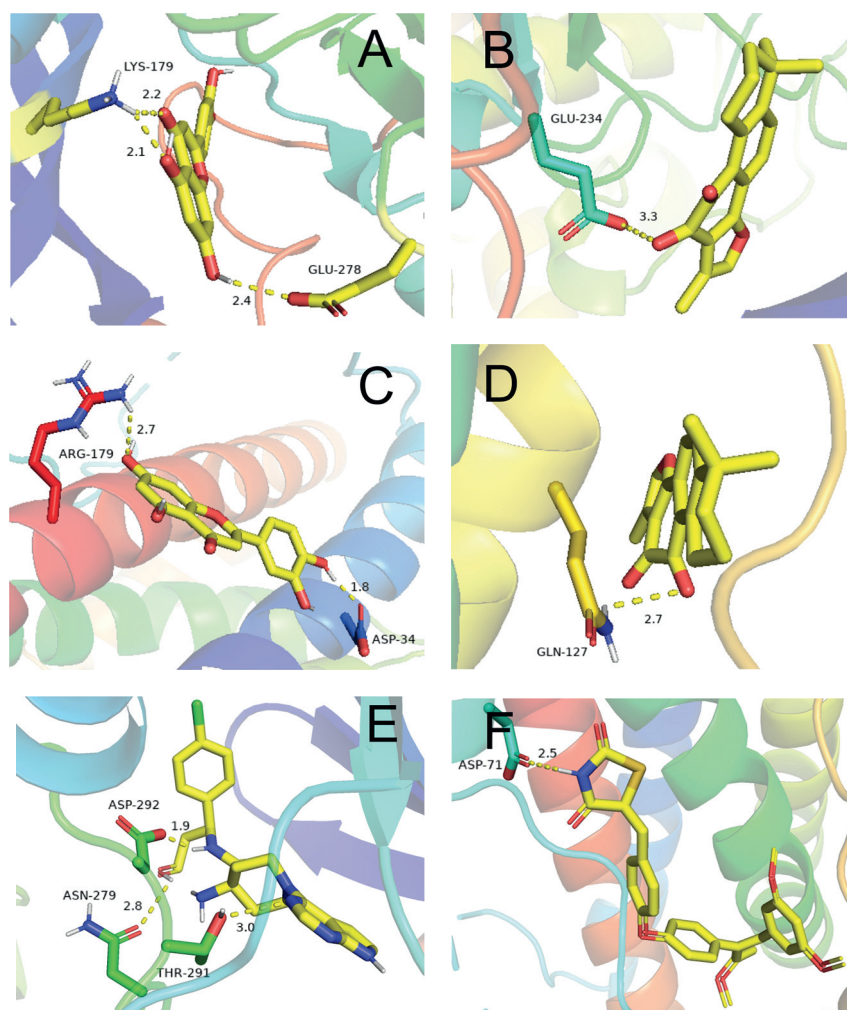 A
LYS-179
2.2
2.1
GLU-278
2.4
B
GLU-234
3.3
C
2.7
ARG-179
1.8
ASP-34
D
2.7
GLN-127
E
ASP-292
1.9
ASN-279
2.8
3.0
THR-291
F
2.5
ASP-71